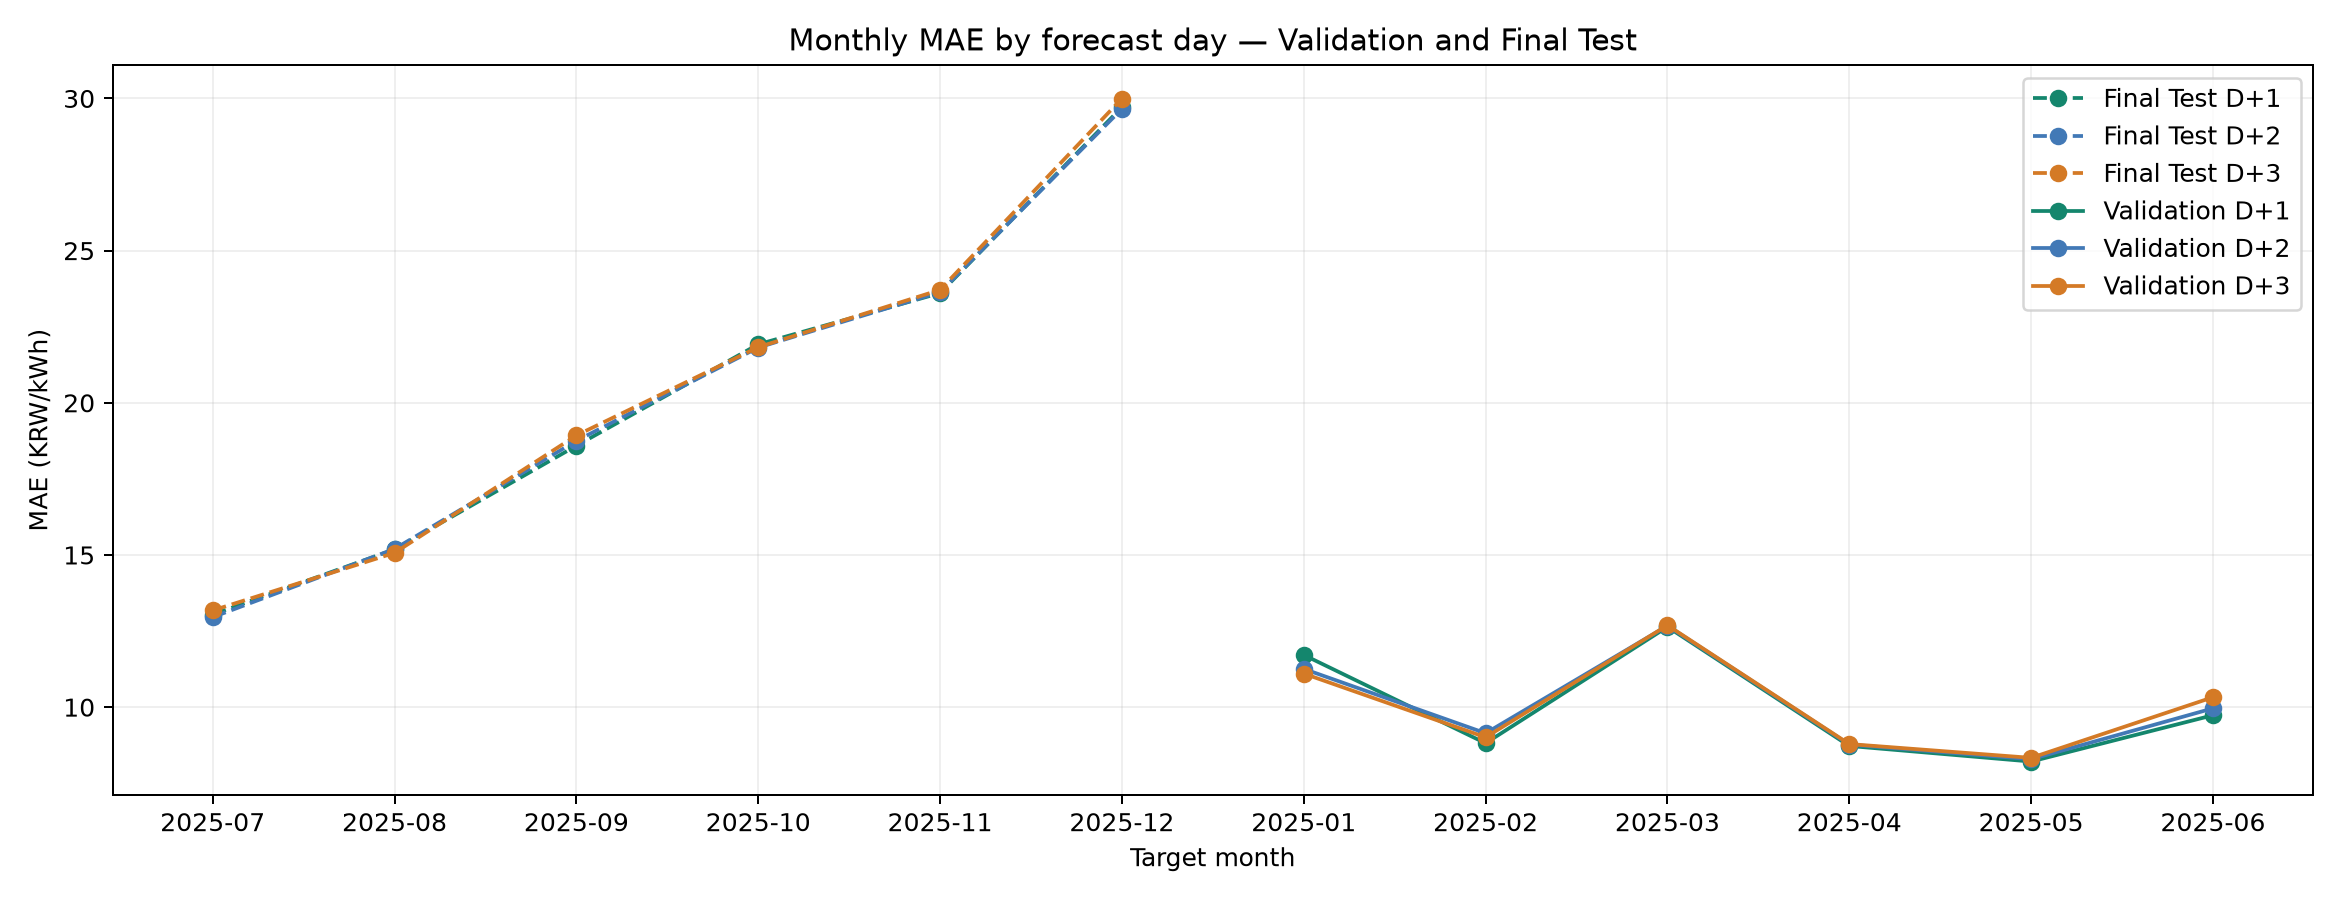 Monthly MAE by forecast day — Validation and Final Test
30
25
20
15
10
MAE (KRW/kWh)
Final Test D+1
Final Test D+2
Final Test D+3
Validation D+1
Validation D+2
Validation D+3
2025-07 2025-08 2025-09 2025-10 2025-11 2025-12 2025-01 2025-02 2025-03 2025-04 2025-05 2025-06
Target month